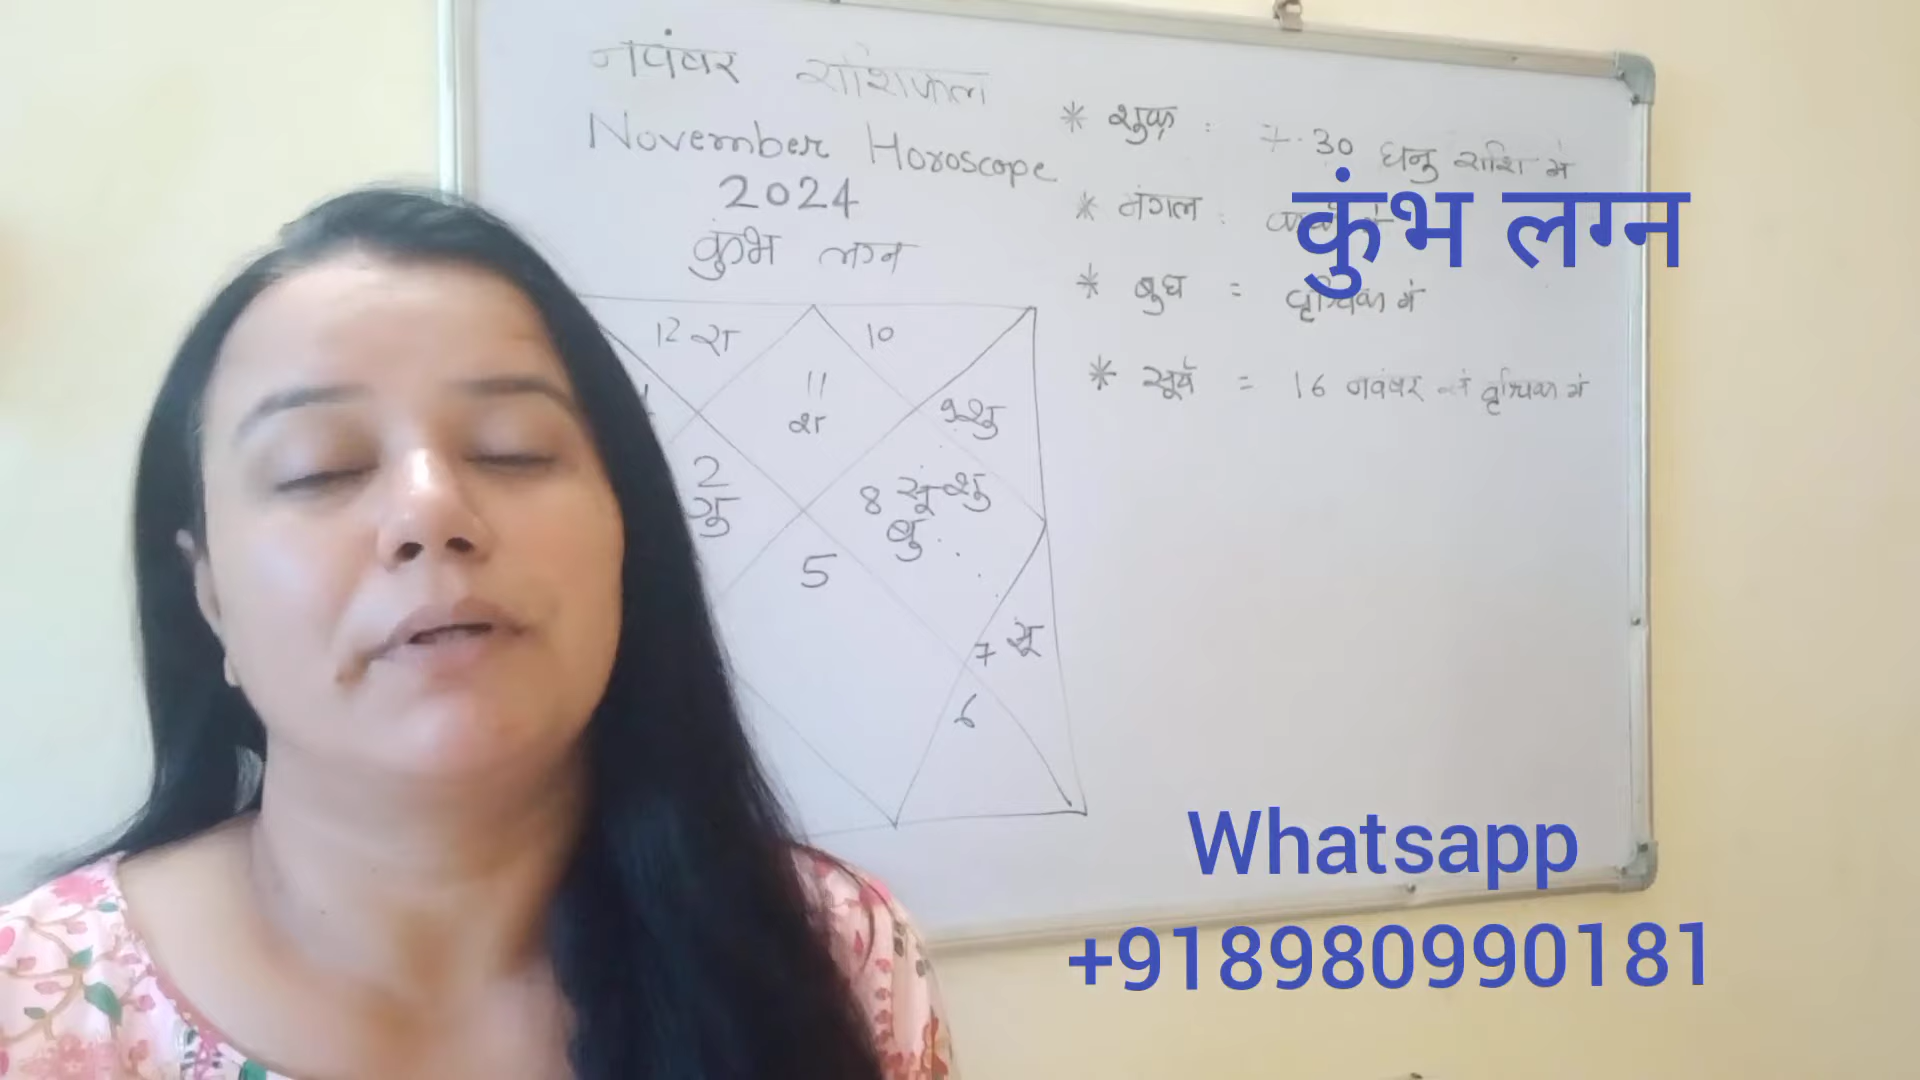 नवंबर राशिफल
November Horoscope
2024
कुंभ लग्न
12 रा
10
11
श
9 शु
2
गु
8 सू शु
बु
5
7 सू
6
* शुक्र : 7.30 धनु राशि में
* मंगल :
* बुध = वृश्चिक में
* सूर्य = 16 नवंबर से वृश्चिक में
कुंभ लग्न
Whatsapp
+918980990181